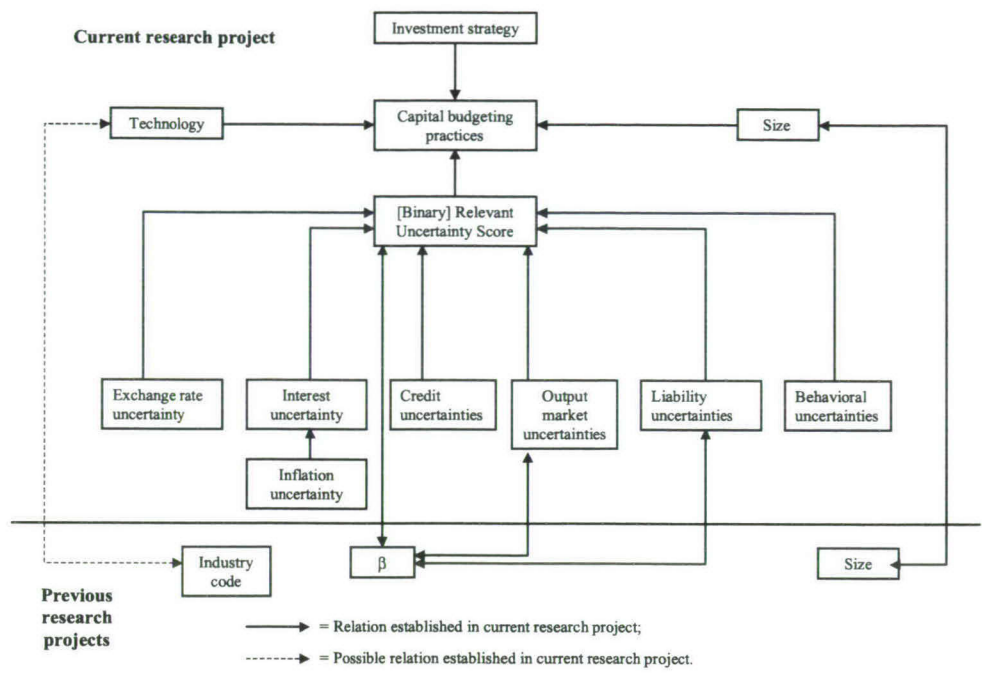 Investment strategy
Current research project
Technology
Capital budgeting
practices
Size
[Binary] Relevant
Uncertainty Score
Exchange rate
uncertainty
Interest
uncertainty
Credit
uncertainties
Output
market
uncertainties
Liability
uncertainties
Behavioral
uncertainties
Inflation
uncertainty
Industry
code
β
Size
Previous
research
projects
= Relation established in current research project;
= Possible relation established in current research project.